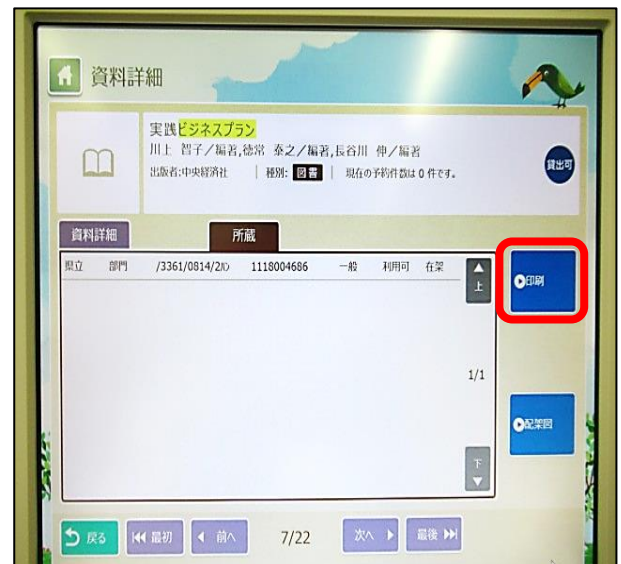 資料詳細
実践ビジネスプラン
川上 智子/編著,徳常 泰之/編著,長谷川 伸/編著
出版者:中央経済社 | 種別: 図書 | 現在の予約件数は 0 件です。
貸出可
資料詳細 所蔵
県立 部門 /3361/0814/2ﾊﾝ 1118004686 一般 利用可 在架
▲
上
印刷
1/1
配架図
下
▼
戻る 最初 前へ 7/22 次へ 最後